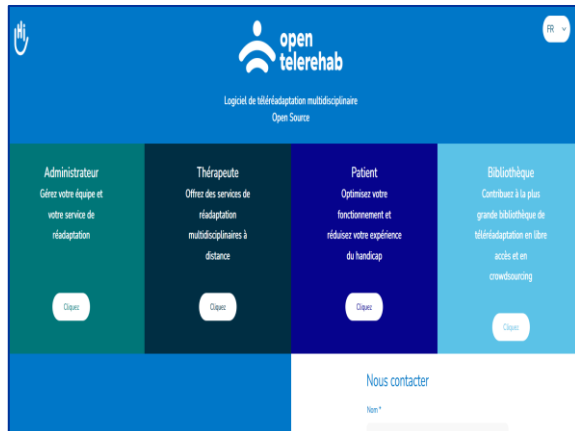 Hi
FR
open
telerehab
Logiciel de téléréadaptation multidisciplinaire
Open Source
Administrateur
Gérez votre équipe et
votre service de
réadaptation
Cliquez
Thérapeute
Offrez des services de
réadaptation
multidisciplinaires à
distance
Cliquez
Patient
Optimisez votre
fonctionnement et
réduisez votre expérience
du handicap
Cliquez
Bibliothèque
Contribuez à la plus
grande bibliothèque de
téléréadaptation en libre
accès et en
crowdsourcing
Cliquez
Nous contacter
Nom *